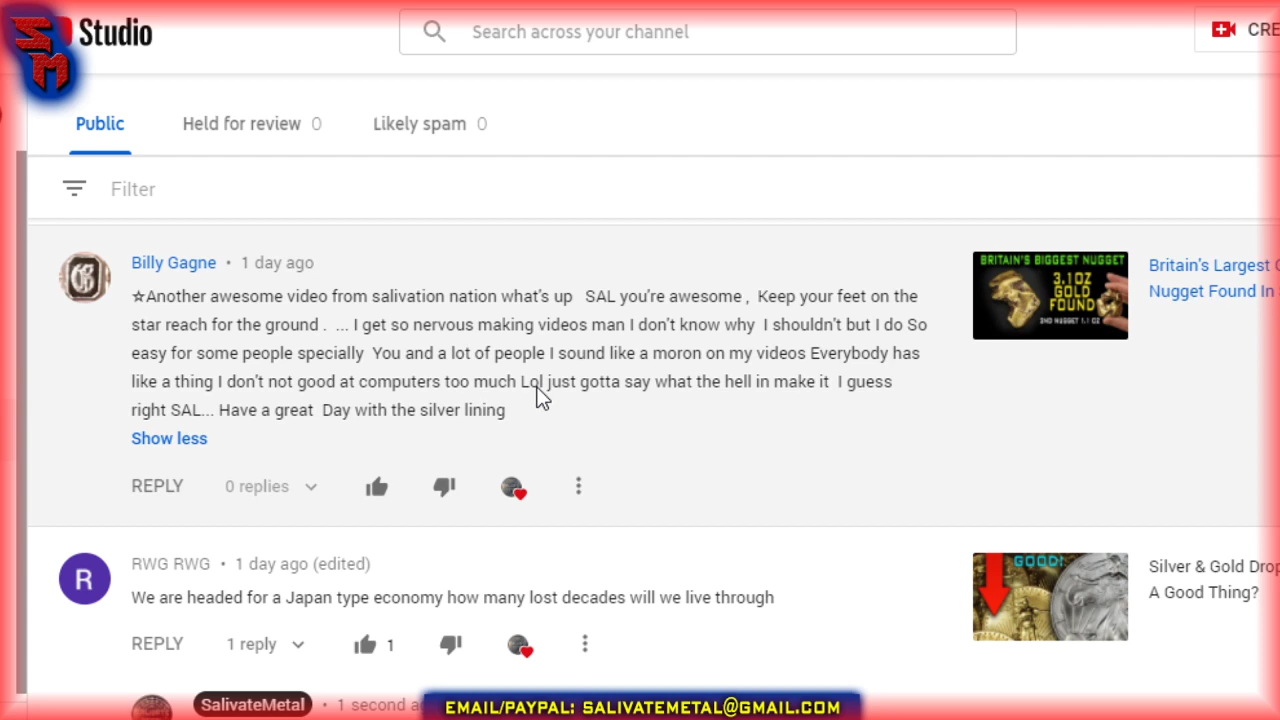 SM
Studio
Search across your channel
CRE
Public
Held for review 0
Likely spam 0
Filter
Billy Gagne • 1 day ago
☆Another awesome video from salivation nation what's up SAL you're awesome , Keep your feet on the
star reach for the ground . ... I get so nervous making videos man I don't know why I shouldn't but I do So
easy for some people specially You and a lot of people I sound like a moron on my videos Everybody has
like a thing I don't not good at computers too much Lol just gotta say what the hell in make it I guess
right SAL... Have a great Day with the silver lining
Show less
REPLY
0 replies
BRITAIN'S BIGGEST NUGGET
3.1OZ
GOLD
FOUND
2ND NUGGET 1.1 OZ
Britain's Largest
Nugget Found In
R
RWG RWG • 1 day ago (edited)
We are headed for a Japan type economy how many lost decades will we live through
REPLY
1 reply
1
GOOD!
Silver & Gold Drop
A Good Thing?
SalivateMetal • 1 second a
EMAIL/PAYPAL: SALIVATEMETAL@GMAIL.COM